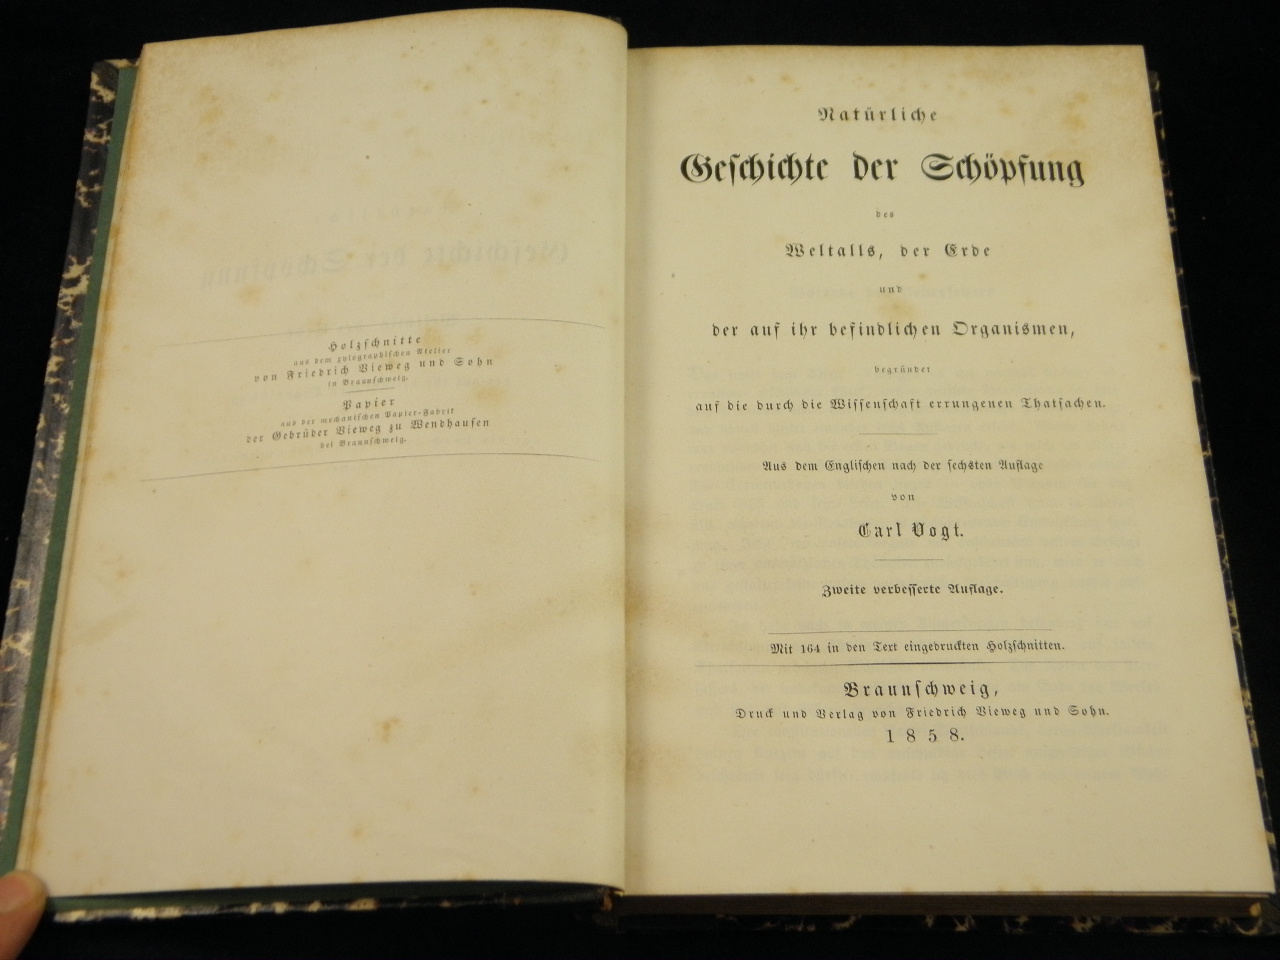 Holzschnitte
aus dem xylographischen Atelier
von Friedrich Vieweg und Sohn
in Braunschweig.
Papier
aus der mechanischen Papier-Fabrik
der Gebrüder Vieweg zu Wendhausen
bei Braunschweig.
Natürliche
Geschichte der Schöpfung
des
Weltalls, der Erde
und
der auf ihr befindlichen Organismen,
begründet
auf die durch die Wissenschaft errungenen Thatsachen.
Aus dem Englischen nach der sechsten Auflage
von
Carl Vogt.
Zweite verbesserte Auflage.
Mit 164 in den Text eingedruckten Holzschnitten.
Braunschweig,
Druck und Verlag von Friedrich Vieweg und Sohn.
1858.